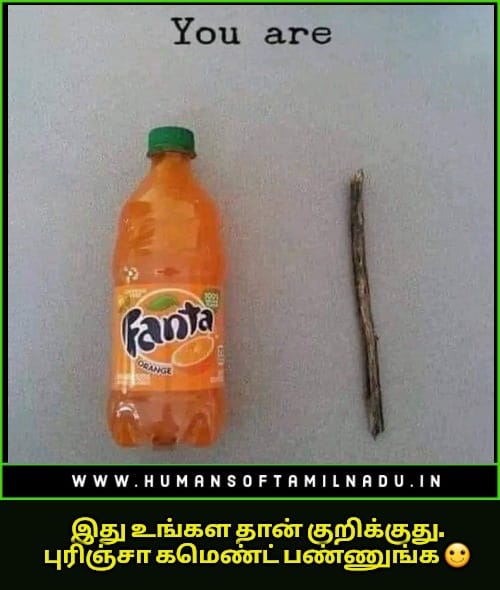 You are
Fanta
ORANGE
WWW.HUMANSOFTAMILNADU.IN
இது உங்கள தான் குறிக்குது.
புரிஞ்சா கமெண்ட் பண்ணுங்க